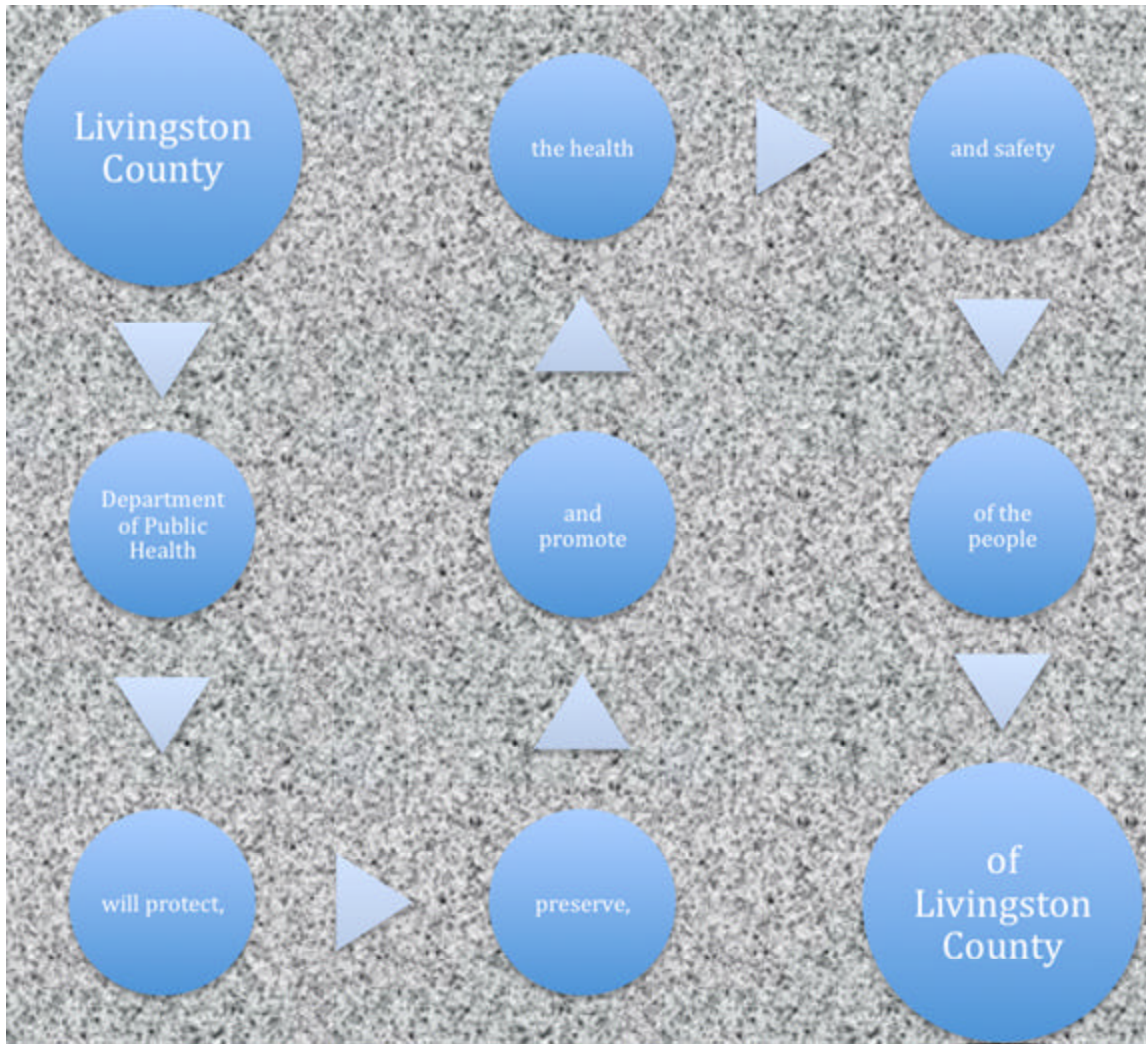 Livingston
County
Department
of Public
Health
will protect,
preserve,
and
promote
the health
and safety
of the
people
of
Livingston
County